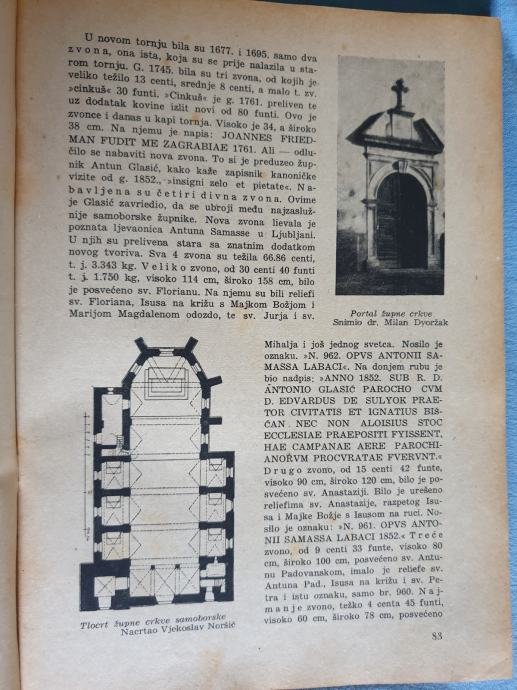 U novom tornju bila su 1677. i 1695. samo dva
zvona, ona ista, koja su se prije nalazila u sta-
rom tornju. G. 1745. bila su tri zvona, od kojih je
veliko težilo 13 centi, srednje 8 centi, a malo t. zv.
»cinkuš« 30 funti. »Cinkuš« je g. 1761. preliven te
uz dodatak kovine izlit novi od 80 funti. Ovo je
zvonce i danas u kapi tornja. Visoko je 34, a široko
38 cm. Na njemu je napis: JOANNES FRIED-
MAN FUDIT ME ZAGRABIAE 1761. Ali — odlu-
čilo se nabaviti nova zvona. To si je preduzeo žup-
nik Antun Glasić, kako kaže zapisnik kanoničke
vizite od g. 1852., »insigni zelo et pietate«. Na-
bavljena su četiri divna zvona. Ovime
je Glasić zavriedio, da se ubroji među najzaslu-
žnije samoborske župnike. Nova zvona lievala je
poznata ljevaonica Antuna Samasse u Ljubljani.
U njih su prelivena stara sa znatnim dodatkom
novog tvoriva. Sva 4 zvona su težila 66.86 centi,
t. j. 3.343 kg. Veliko zvono, od 30 centi 40 funti
t. j. 1.750 kg, visoko 114 cm, široko 158 cm, bilo
je posvećeno sv. Florianu. Na njemu su bili reliefi
sv. Floriana, Isusa na križu s Majkom Božjom i
Marijom Magdalenom odozdo, te sv. Jurja i sv.
Portal župne crkve
Snimio dr. Milan Dvoržak
Mihalja i još jednog svetca. Nosilo je
oznaku. »N. 962. OPVS ANTONII SA-
MASSA LABACI«. Na donjem rubu je
bio nadpis: »ANNO 1852. SUB R. D.
ANTONIO GLASIĆ PAROCHO CVM
D. EDVARDUS DE SULYOK PRAE-
TOR CIVITATIS ET IGNATIUS BIŠ-
ĆAN NEC NON ALOISIUS STOC
ECCLESIAE PRAEPOSITI FYISSENT,
HAE CAMPANAE AERE PAROCHI-
ANORVM PROCVRATAE FVERVNT.«
Drugo zvono, od 15 centi 42 funte,
visoko 90 cm, široko 120 cm, bilo je po-
svećeno sv. Anastaziji. Bilo je urešeno
reliefima sv. Anastazije, razpetog Isu-
sa i Majke Božje s Isusom na ruci. No-
silo je oznaku: »N. 961. OPVS ANTO-
NII SAMASSA LABACI 1852.« Treće
zvono, od 9 centi 33 funte, visoko 80
cm, široko 100 cm, posvećeno sv. Antu-
nu Padovanskom, imalo je reliefe sv.
Antuna Pad., Isusa na križu i sv. Pe-
tra i istu oznaku, samo br. 960. Naj-
manje zvono, težko 4 centa 45 funti,
visoko 60 cm, široko 78 cm, posvećeno
Tlocrt župne crkve samoborske
Nacrtao Vjekoslav Noršić
83